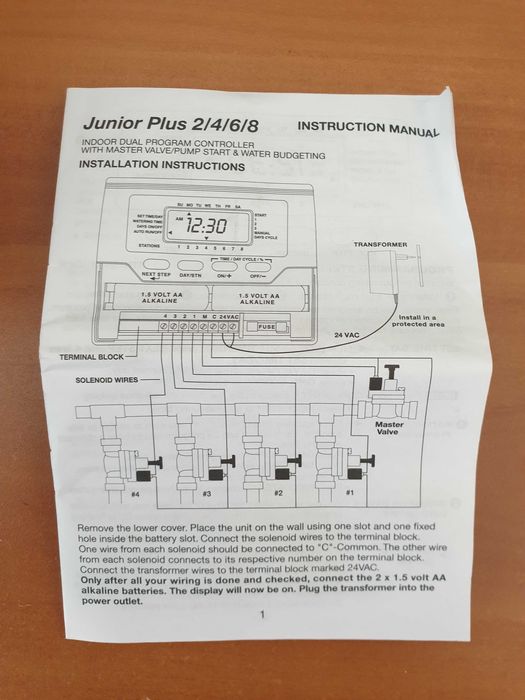 Junior Plus 2/4/6/8
INSTRUCTION MANUAL
INDOOR DUAL PROGRAM CONTROLLER
WITH MASTER VALVE/PUMP START & WATER BUDGETING
INSTALLATION INSTRUCTIONS
SU MO TU WE TH FR SA
SET TIME/DAY
WATERING TIME
DAYS ON/OFF
AUTO RUN/OFF
AM 12:30
START
1
2
3
MANUAL
DAYS CYCLE
STATIONS
1 2 3 4 5 6 7 8
TIME / DAY CYCLE / %
NEXT STEP
DAY/STN
ON/+
OFF/−
TRANSFORMER
1.5 VOLT AA
ALKALINE
1.5 VOLT AA
ALKALINE
4 3 2 1 M C 24VAC
FUSE
Install in a
protected area
24 VAC
TERMINAL BLOCK
SOLENOID WIRES
Master
Valve
#4
#3
#2
#1
Remove the lower cover. Place the unit on the wall using one slot and one fixed
hole inside the battery slot. Connect the solenoid wires to the terminal block.
One wire from each solenoid should be connected to "C"-Common. The other wire
from each solenoid connects to its respective number on the terminal block.
Connect the transformer wires to the terminal block marked 24VAC.
Only after all your wiring is done and checked, connect the 2 x 1.5 volt AA
alkaline batteries. The display will now be on. Plug the transformer into the
power outlet.
1